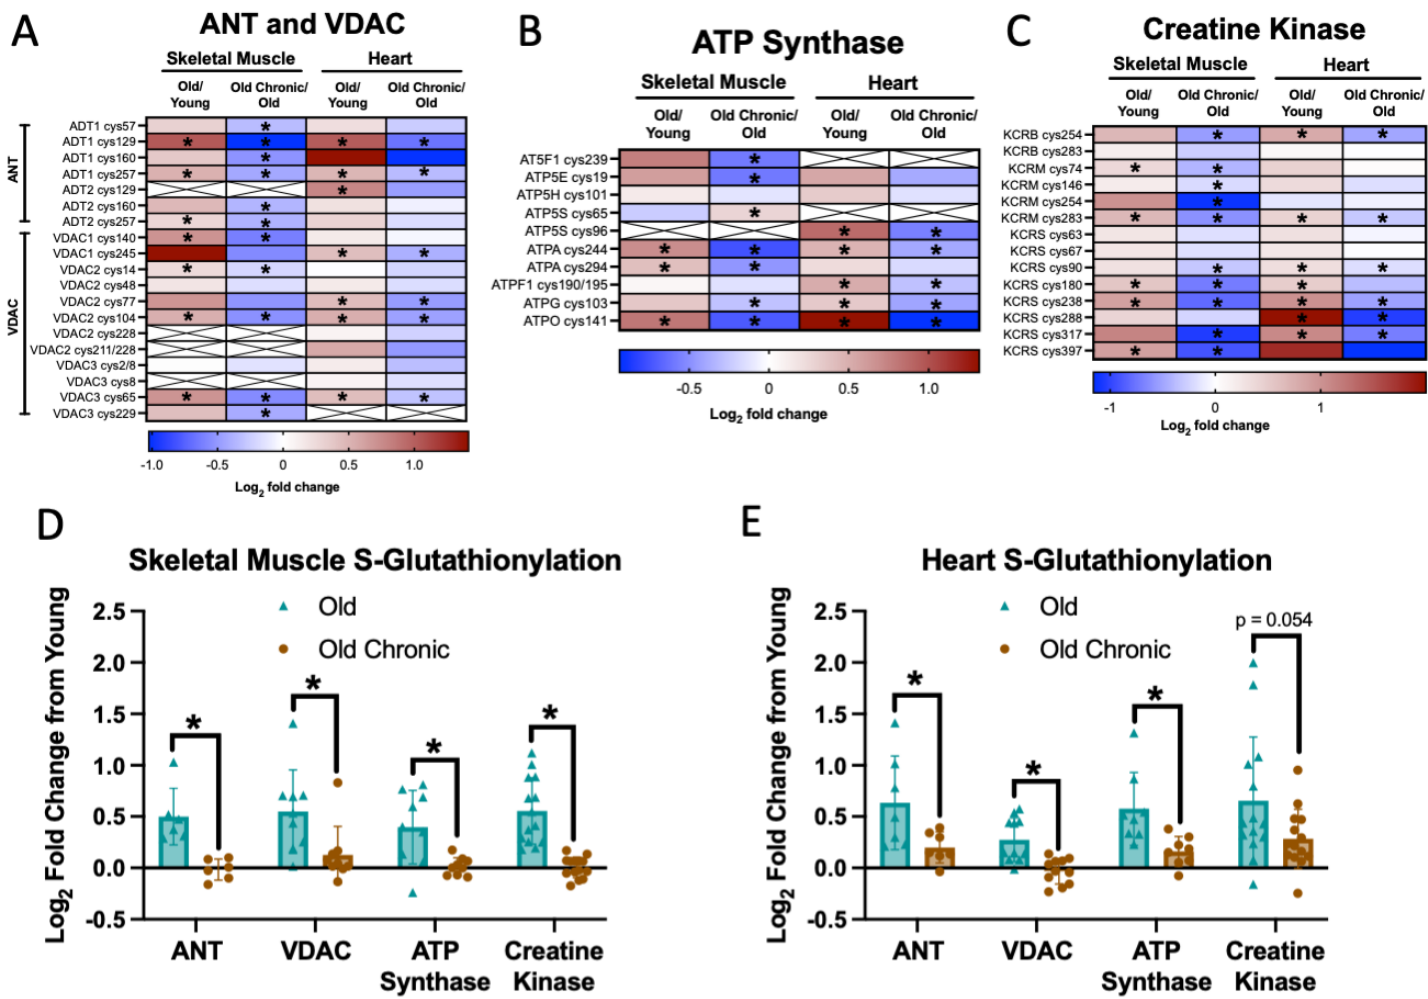 A
ANT and VDAC
Skeletal Muscle
Heart
Old/
Young
Old Chronic/
Old
Old/
Young
Old Chronic/
Old
ANT
ADT1 cys57
*
ADT1 cys129
* * * *
ADT1 cys160
*
ADT1 cys257
* * * *
ADT2 cys129
*
ADT2 cys160
*
ADT2 cys257
* *
VDAC
VDAC1 cys140
* *
VDAC1 cys245
* *
VDAC2 cys14
* *
VDAC2 cys48
VDAC2 cys77
* *
VDAC2 cys104
* * * *
VDAC2 cys228
VDAC2 cys211/228
VDAC3 cys2/8
VDAC3 cys8
VDAC3 cys65
* * * *
VDAC3 cys229
*
-1.0 -0.5 0 0.5 1.0
Log2 fold change
B
ATP Synthase
Skeletal Muscle
Heart
Old/
Young
Old Chronic/
Old
Old/
Young
Old Chronic/
Old
AT5F1 cys239
*
ATP5E cys19
*
ATP5H cys101
ATP5S cys65
*
ATP5S cys96
* *
ATPA cys244
* * * *
ATPA cys294
* *
ATPF1 cys190/195
* *
ATPG cys103
* * *
ATPO cys141
* * * *
-0.5 0 0.5 1.0
Log2 fold change
C
Creatine Kinase
Skeletal Muscle
Heart
Old/
Young
Old Chronic/
Old
Old/
Young
Old Chronic/
Old
KCRB cys254
* * *
KCRB cys283
KCRM cys74
* *
KCRM cys146
*
KCRM cys254
*
KCRM cys283
* * * *
KCRS cys63
KCRS cys67
KCRS cys90
* * *
KCRS cys180
* * *
KCRS cys238
* * * *
KCRS cys288
* *
KCRS cys317
* * *
KCRS cys397
* *
-1 0 1
Log2 fold change
D
Skeletal Muscle S-Glutathionylation
Old
Old Chronic
Log2 Fold Change from Young
2.5
2.0
1.5
1.0
0.5
0.0
-0.5
* * * *
ANT
VDAC
ATP
Synthase
Creatine
Kinase
E
Heart S-Glutathionylation
Old
Old Chronic
p = 0.054
Log2 Fold Change from Young
2.5
2.0
1.5
1.0
0.5
0.0
-0.5
* * *
ANT
VDAC
ATP
Synthase
Creatine
Kinase